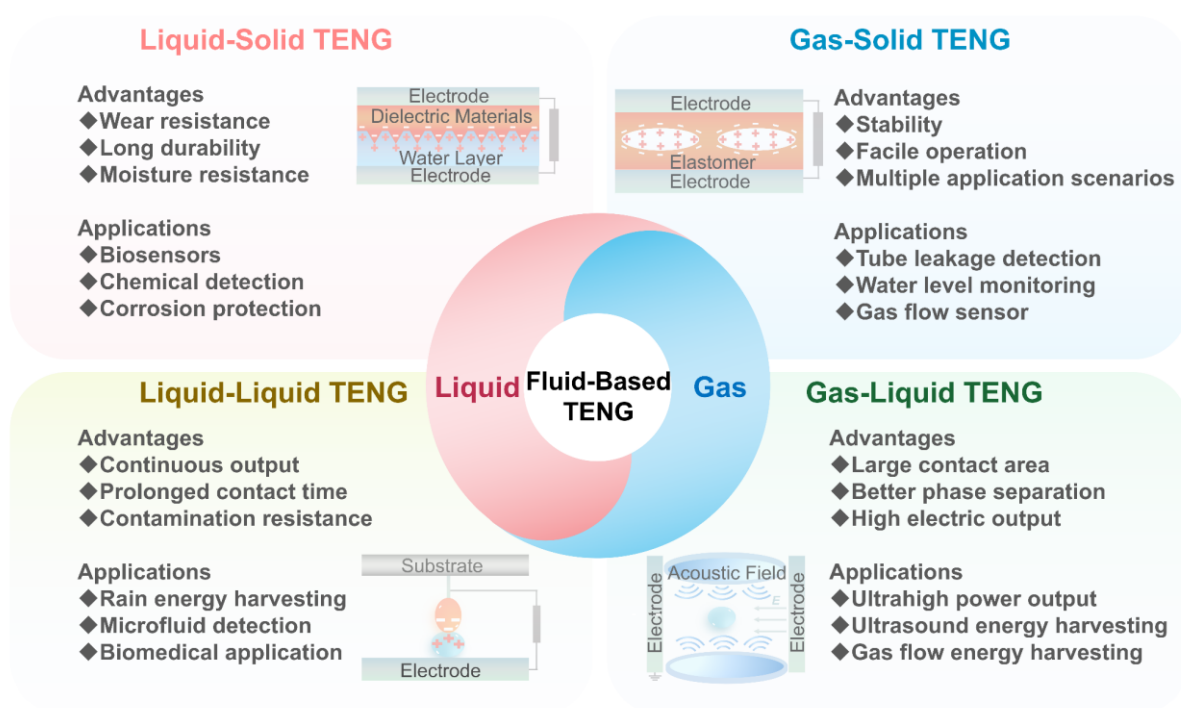 Liquid-Solid TENG
Advantages
◆Wear resistance
◆Long durability
◆Moisture resistance
Applications
◆Biosensors
◆Chemical detection
◆Corrosion protection
Electrode
Dielectric Materials
Water Layer
Electrode
Gas-Solid TENG
Electrode
Elastomer
Electrode
Advantages
◆Stability
◆Facile operation
◆Multiple application scenarios
Applications
◆Tube leakage detection
◆Water level monitoring
◆Gas flow sensor
Liquid
Fluid-Based
TENG
Gas
Liquid-Liquid TENG
Advantages
◆Continuous output
◆Prolonged contact time
◆Contamination resistance
Applications
◆Rain energy harvesting
◆Microfluid detection
◆Biomedical application
Substrate
Electrode
Gas-Liquid TENG
Advantages
◆Large contact area
◆Better phase separation
◆High electric output
Applications
◆Ultrahigh power output
◆Ultrasound energy harvesting
◆Gas flow energy harvesting
Electrode
Acoustic Field
E
Electrode